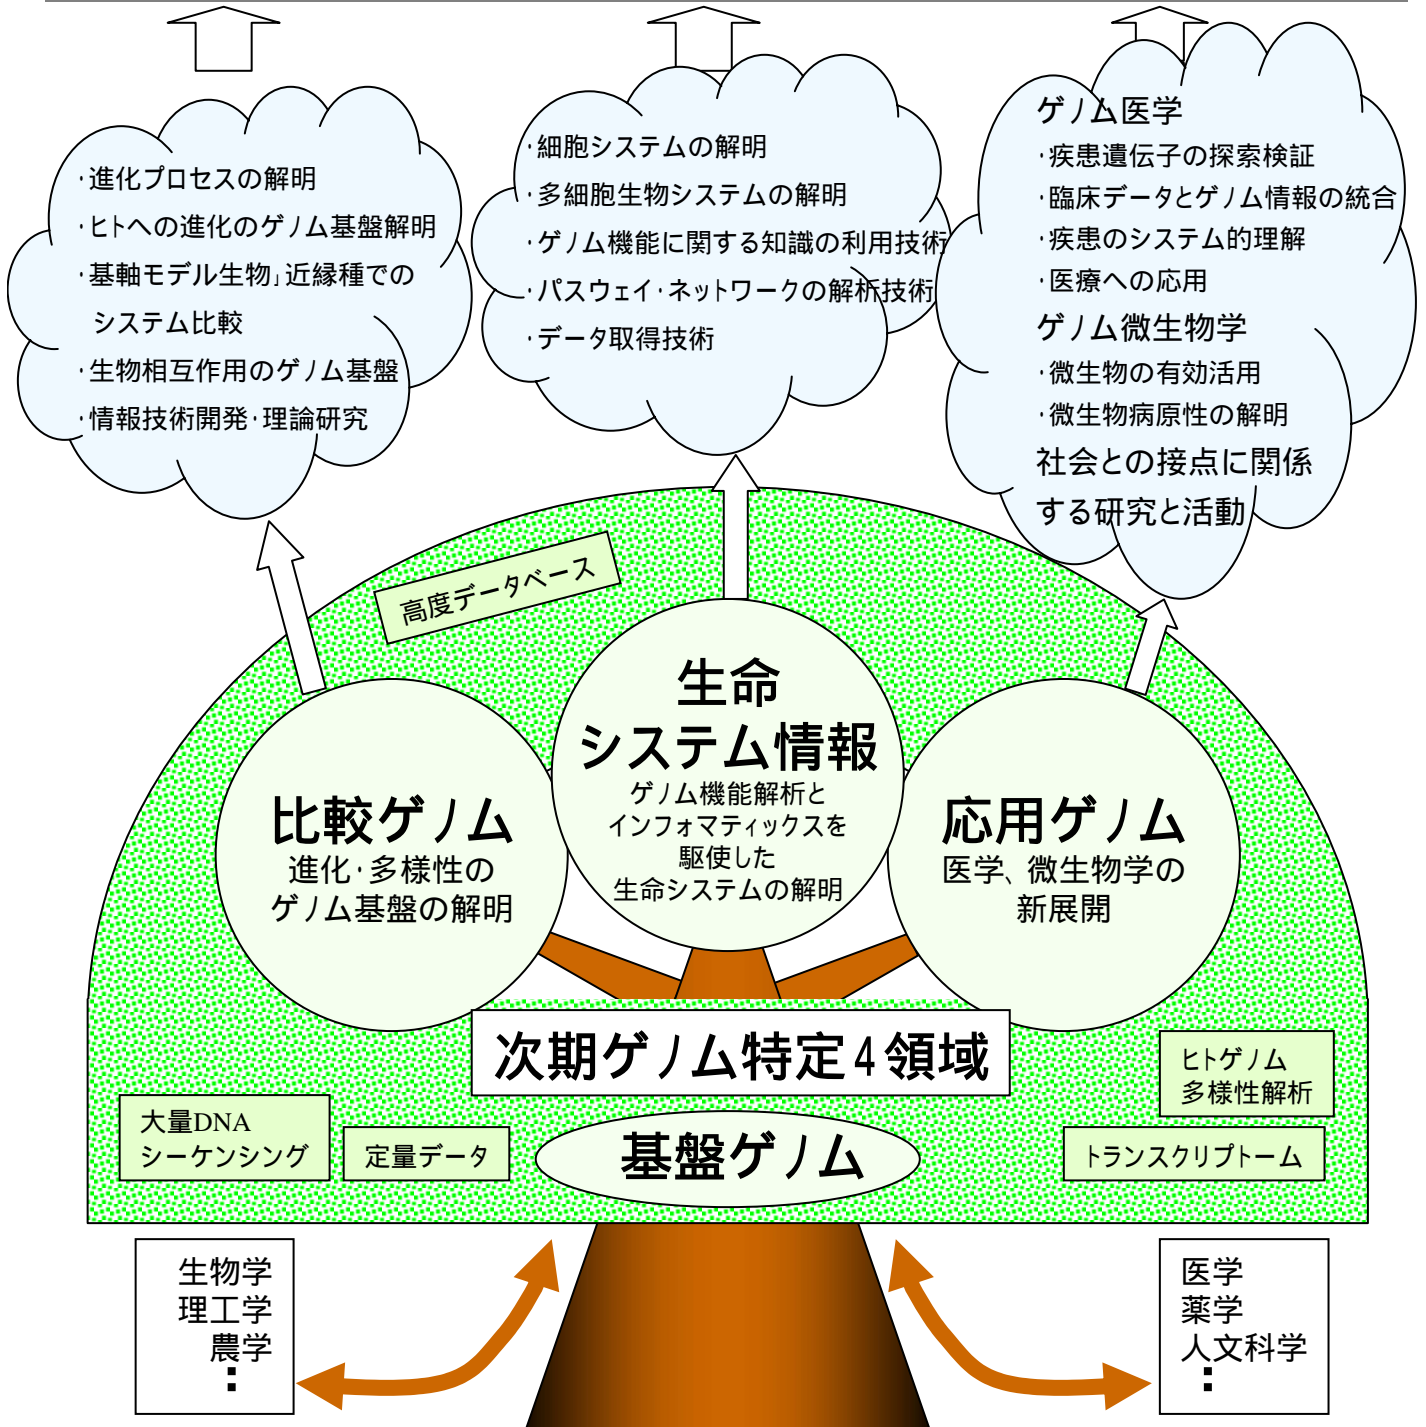 ・進化プロセスの解明
・ヒトへの進化のゲノム基盤解明
・基軸モデル生物」近縁種での
システム比較
・生物相互作用のゲノム基盤
・情報技術開発・理論研究
・細胞システムの解明
・多細胞生物システムの解明
・ゲノム機能に関する知識の利用技術
・パスウェイ・ネットワークの解析技術
・データ取得技術
ゲノム医学
・疾患遺伝子の探索検証
・臨床データとゲノム情報の統合
・疾患のシステム的理解
・医療への応用
ゲノム微生物学
・微生物の有効活用
・微生物病原性の解明
社会との接点に関係
する研究と活動
高度データベース
生命
システム情報
ゲノム機能解析と
インフォマティックスを
駆使した
生命システムの解明
比較ゲノム
進化・多様性の
ゲノム基盤の解明
応用ゲノム
医学、微生物学の
新展開
次期ゲノム特定4領域
ヒトゲノム
多様性解析
大量DNA
シーケンシング
定量データ
基盤ゲノム
トランスクリプトーム
生物学
理工学
農学
⋮
医学
薬学
人文科学
⋮